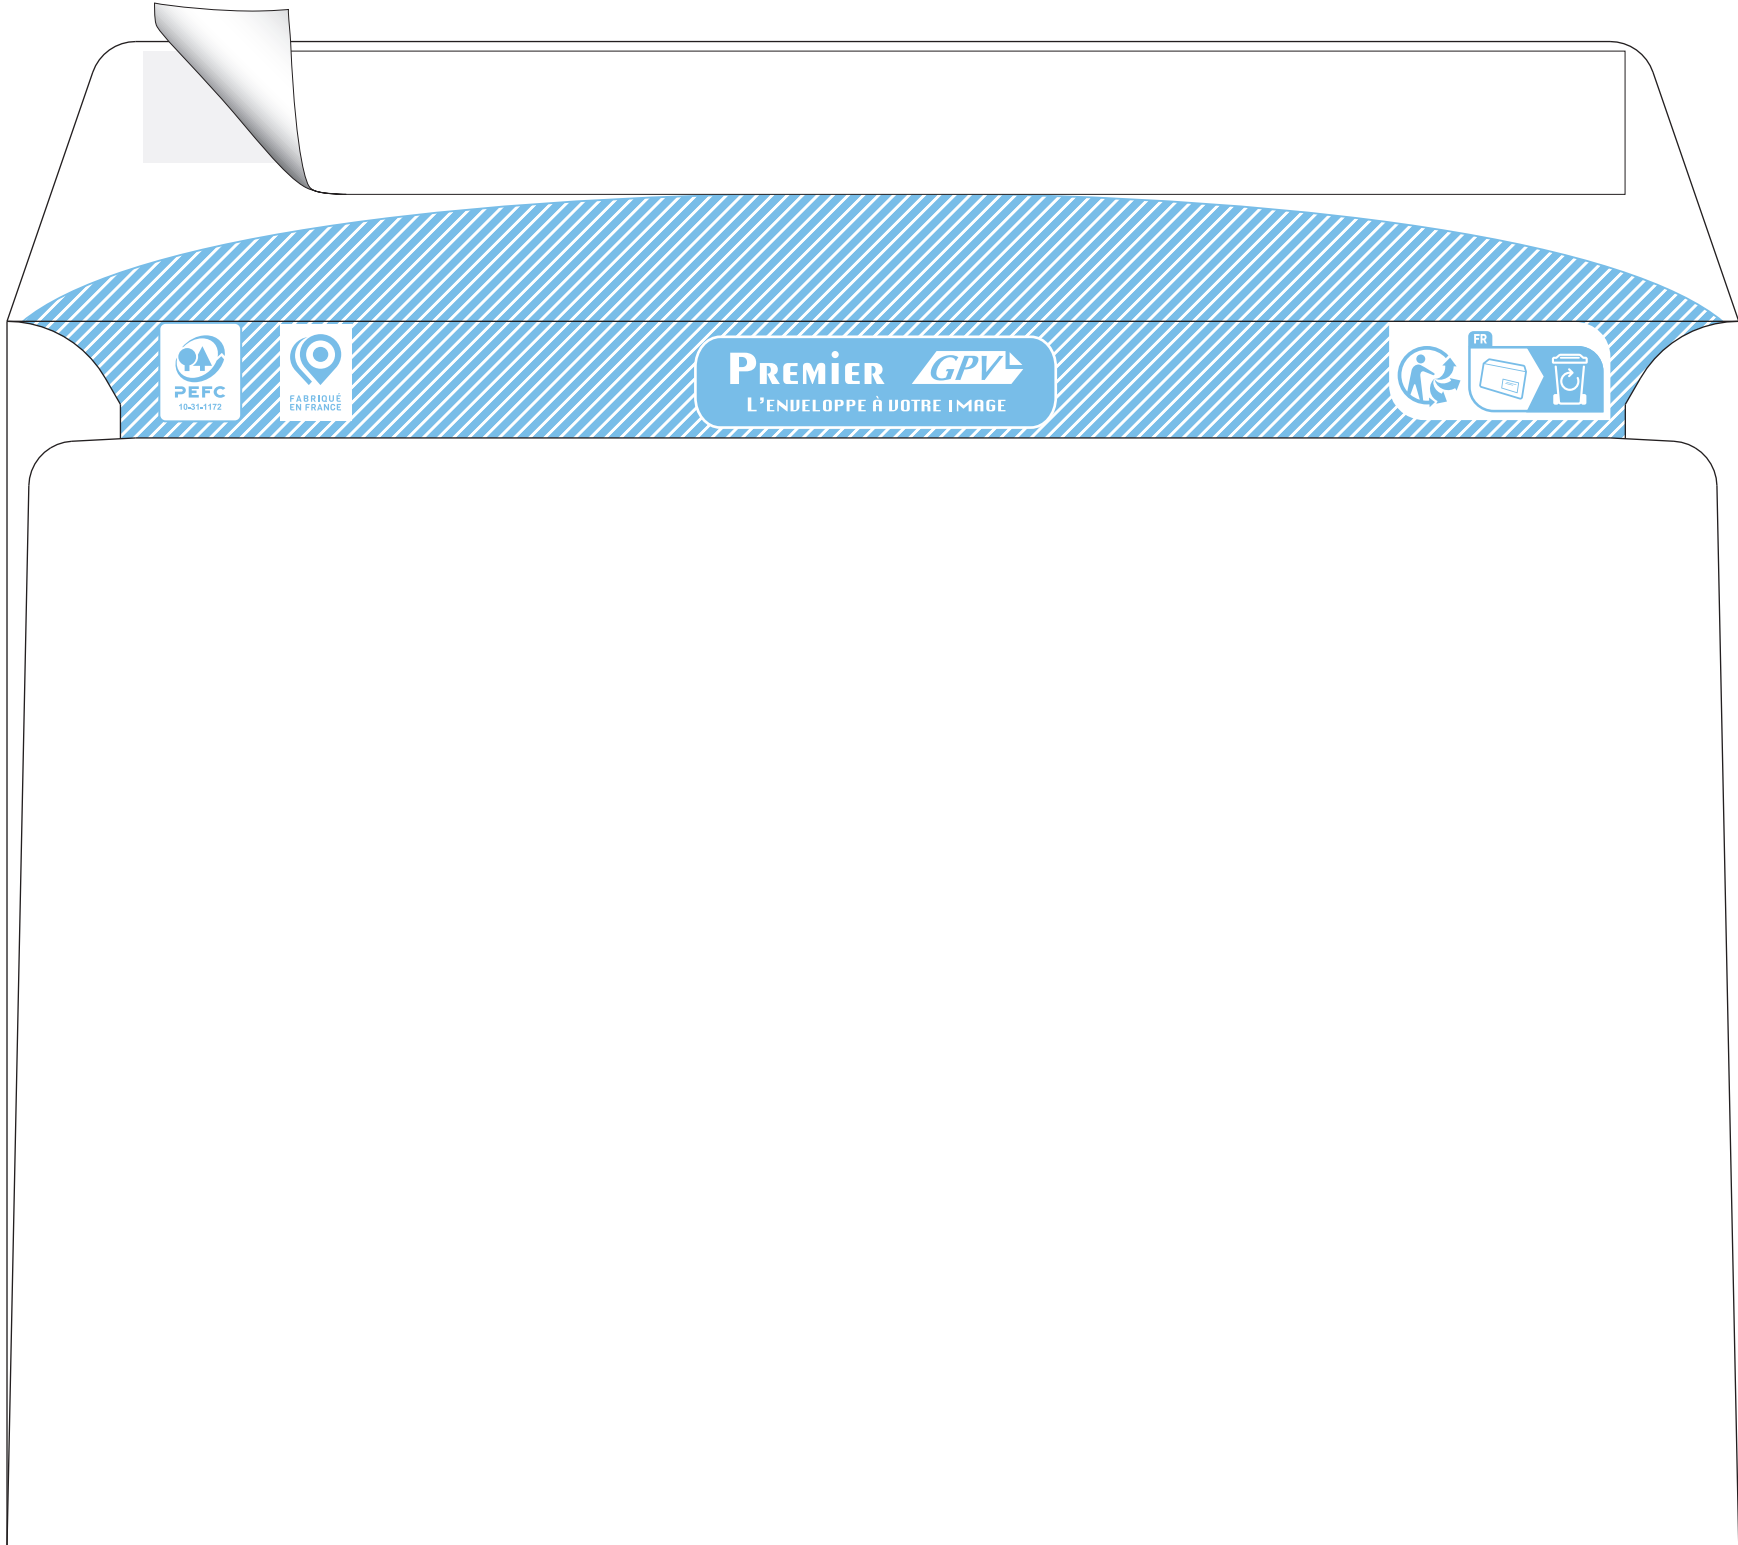 PEFC
10-31-1172
FABRIQUÉ
EN FRANCE
PREMiER GPV
L'ENVELOPPE À VOTRE IMAGE
FR